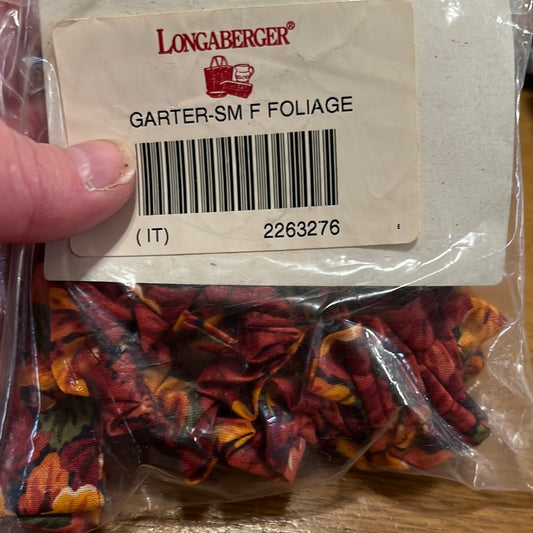 LONGABERGER®
GARTER-SM F FOLIAGE
(IT) 2263276 E